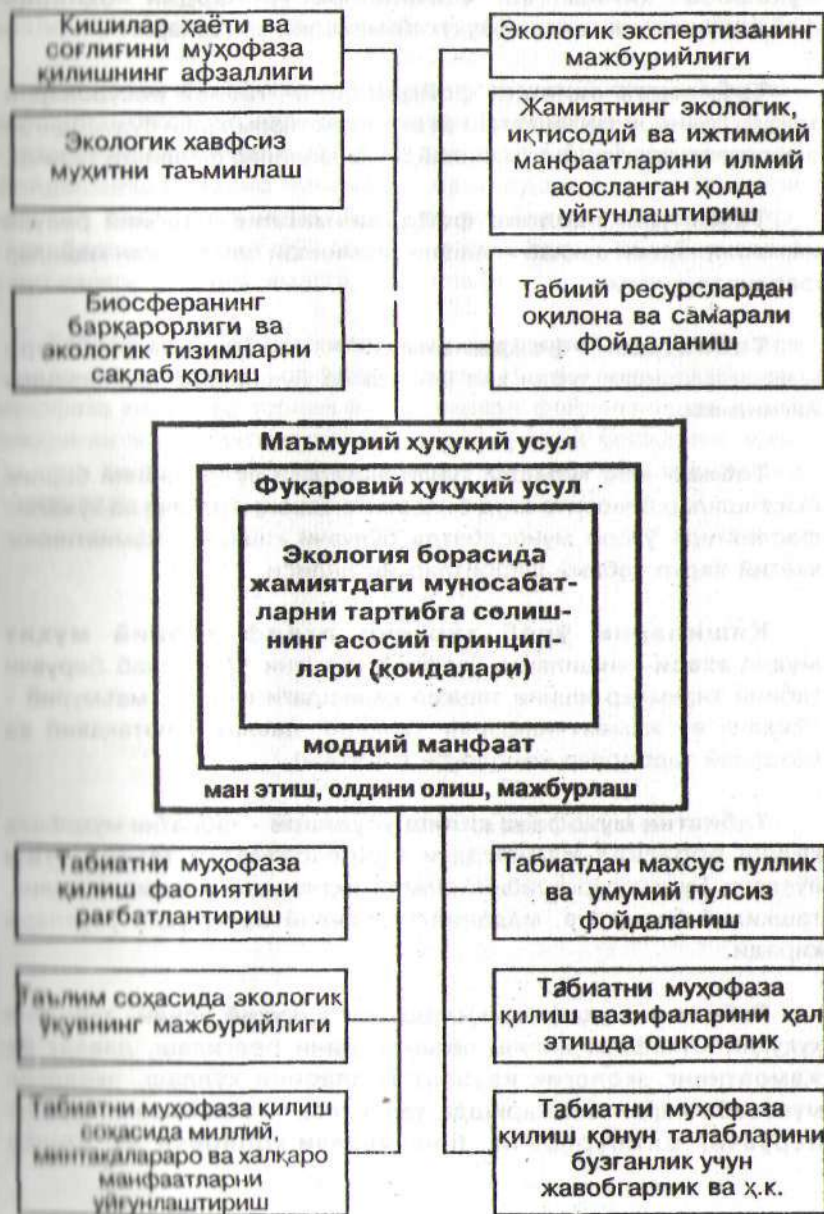 Кишилар ҳаёти ва
соғлиғини муҳофаза
қилишнинг афзаллиги
Экологик экспертизанинг
мажбурийлиги
Экологик хавфсиз
муҳитни таъминлаш
Жамиятнинг экологик,
иқтисодий ва ижтимоий
манфаатларини илмий
асосланган ҳолда
уйғунлаштириш
Биосферанинг
барқарорлиги ва
экологик тизимларни
сақлаб қолиш
Табиий ресурслардан
оқилона ва самарали
фойдаланиш
Маъмурий ҳуқуқий усул
Фуқаровий ҳуқуқий усул
Экология борасида
жамиятдаги муносабат-
ларни тартибга солиш-
нинг асосий принцип-
лари (қоидалари)
моддий манфаат
ман этиш, олдини олиш, мажбурлаш
Табиатни муҳофаза
қилиш фаолиятини
рағбатлантириш
Табиатдан махсус пуллик
ва умумий пулсиз
фойдаланиш
Таълим соҳасида экологик
ўқувнинг мажбурийлиги
Табиатни муҳофаза
қилиш вазифаларини ҳал
этишда ошкоралик
Табиатни муҳофаза қилиш
соҳасида миллий,
минтақалараро ва халқаро
манфаатларни
уйғунлаштириш
Табиатни муҳофаза
қилиш қонун талабларини
бузганлик учун
жавобгарлик ва ҳ.к.